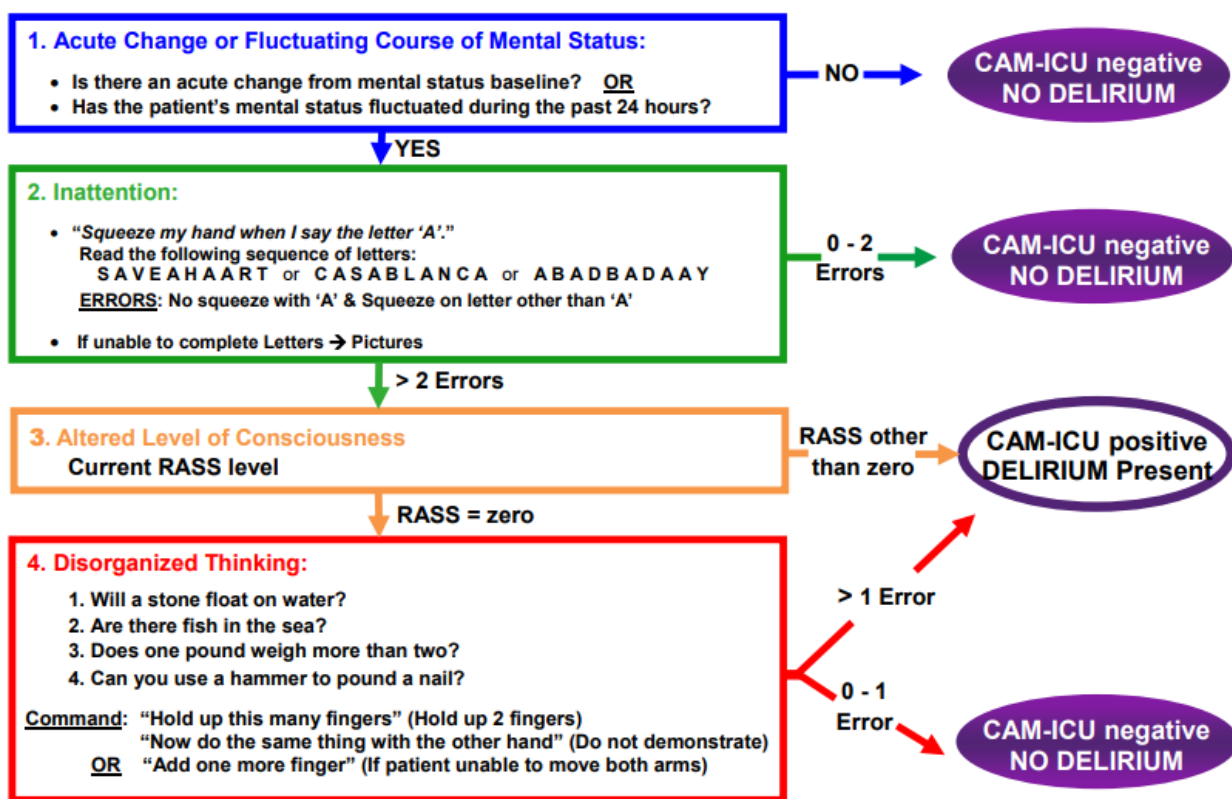 1. Acute Change or Fluctuating Course of Mental Status:
• Is there an acute change from mental status baseline? OR
• Has the patient's mental status fluctuated during the past 24 hours?
NO
CAM-ICU negative
NO DELIRIUM
YES
2. Inattention:
• “Squeeze my hand when I say the letter ‘A’.”
Read the following sequence of letters:
S A V E A H A A R T or C A S A B L A N C A or A B A D B A D A A Y
ERRORS: No squeeze with ‘A’ & Squeeze on letter other than ‘A’
• If unable to complete Letters → Pictures
0 - 2
Errors
CAM-ICU negative
NO DELIRIUM
> 2 Errors
3. Altered Level of Consciousness
Current RASS level
RASS other
than zero
CAM-ICU positive
DELIRIUM Present
RASS = zero
4. Disorganized Thinking:
1. Will a stone float on water?
2. Are there fish in the sea?
3. Does one pound weigh more than two?
4. Can you use a hammer to pound a nail?
Command: “Hold up this many fingers” (Hold up 2 fingers)
“Now do the same thing with the other hand” (Do not demonstrate)
OR “Add one more finger” (If patient unable to move both arms)
> 1 Error
0 - 1
Error
CAM-ICU negative
NO DELIRIUM